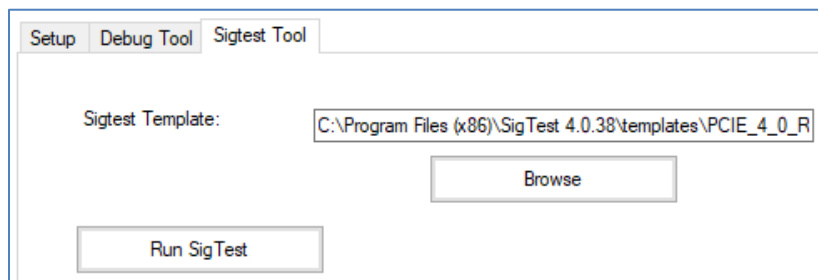 Setup Debug Tool Sigtest Tool
Sigtest Template: C:\Program Files (x86)\SigTest 4.0.38\templates\PCIE_4_0_R
Browse
Run SigTest